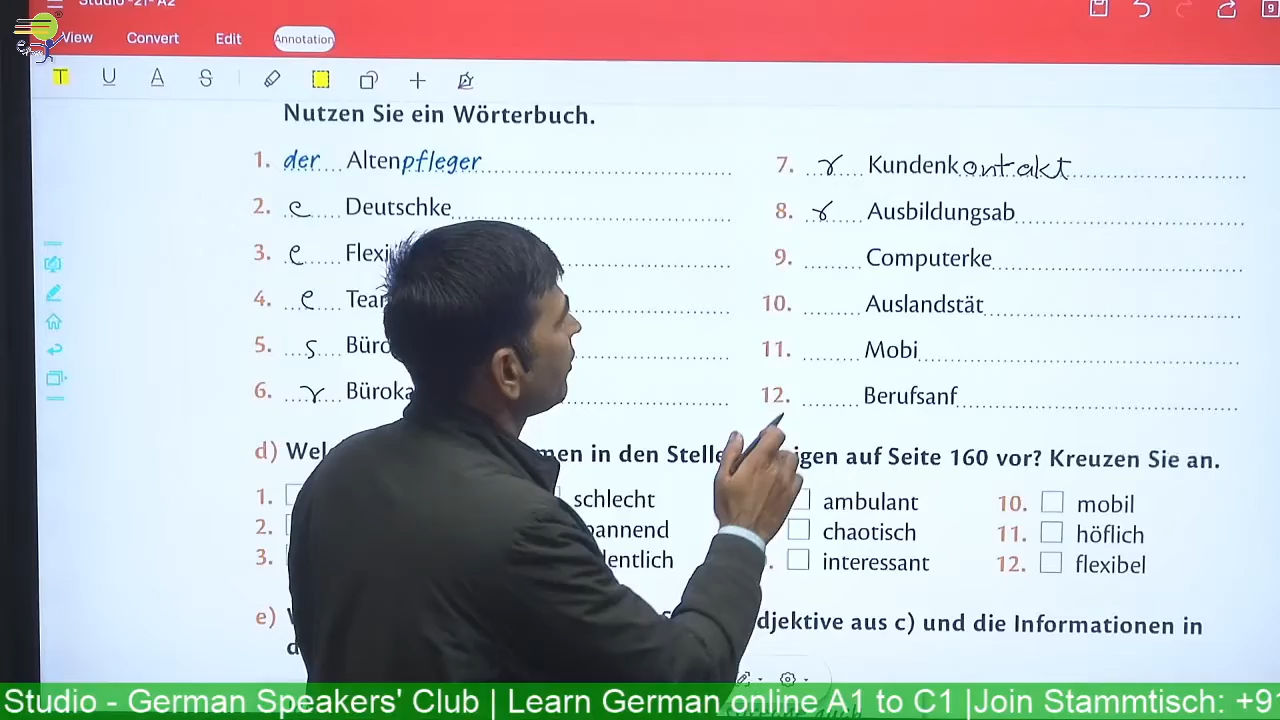 Studio -21- A2
View Convert Edit Annotation
T U A S
Nutzen Sie ein Wörterbuch.
1. der Altenpfleger
2. e Deutschke
3. e Flexi
4. e Tea
5. s Büro
6. r Büroka
7. r Kundenkontakt
8. r Ausbildungsab
9. Computerke
10. Auslandstät
11. Mobi
12. Berufsanf
d) Wel men in den Stelle igen auf Seite 160 vor? Kreuzen Sie an.
1. schlecht ambulant 10. mobil
2. pannend chaotisch 11. höflich
3. dentlich interessant 12. flexibel
e) djektive aus c) und die Informationen in
d
Studio - German Speakers' Club | Learn German online A1 to C1 |Join Stammtisch: +91